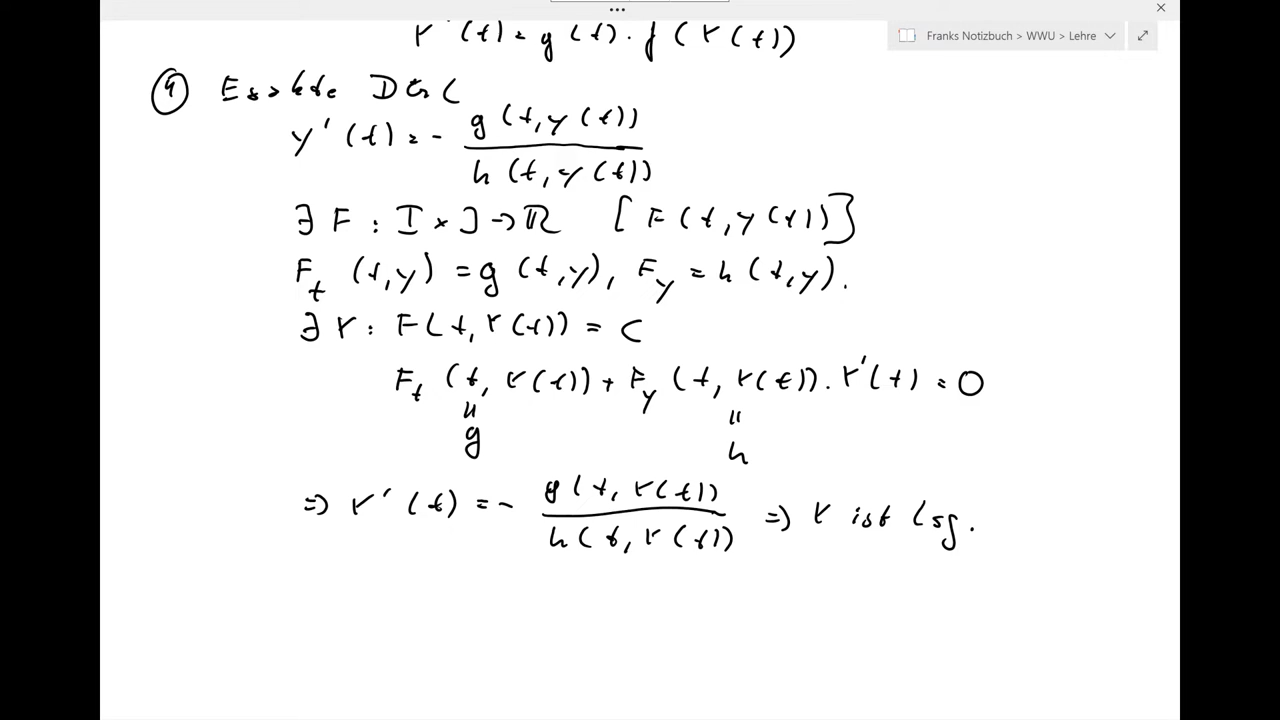 r'(t) = g(t) · f(r(t))
Franks Notizbuch > WWU > Lehre
④ Exakte DGL
y'(t) = - g(t, y(t)) / h(t, y(t))
∃ F : I × J → ℝ [F(t, y(t))]
F_t (t, y) = g(t, y), F_y = h(t, y).
∃ r : F(t, r(t)) = C
F_t (t, r(t)) + F_y (t, r(t)) · r'(t) = 0
" "
g h
⇒ r'(t) = - g(t, r(t)) / h(t, r(t)) ⇒ r ist Lsg.